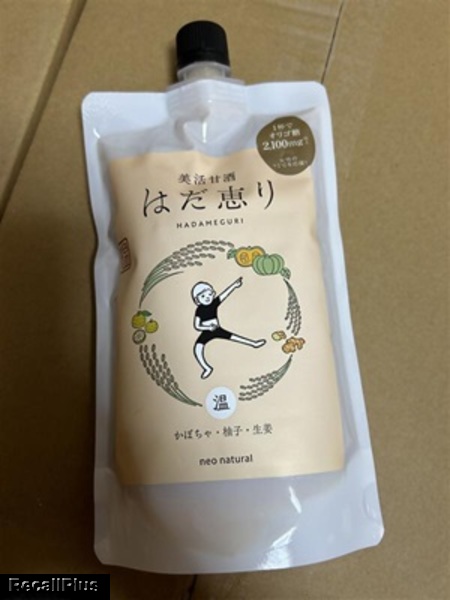 1杯で
オリゴ糖
2,100mg
美活甘酒
はだ恵り
HADAMEGURI
温
かぼちゃ・柚子・生姜
neo natural
RecallPlus